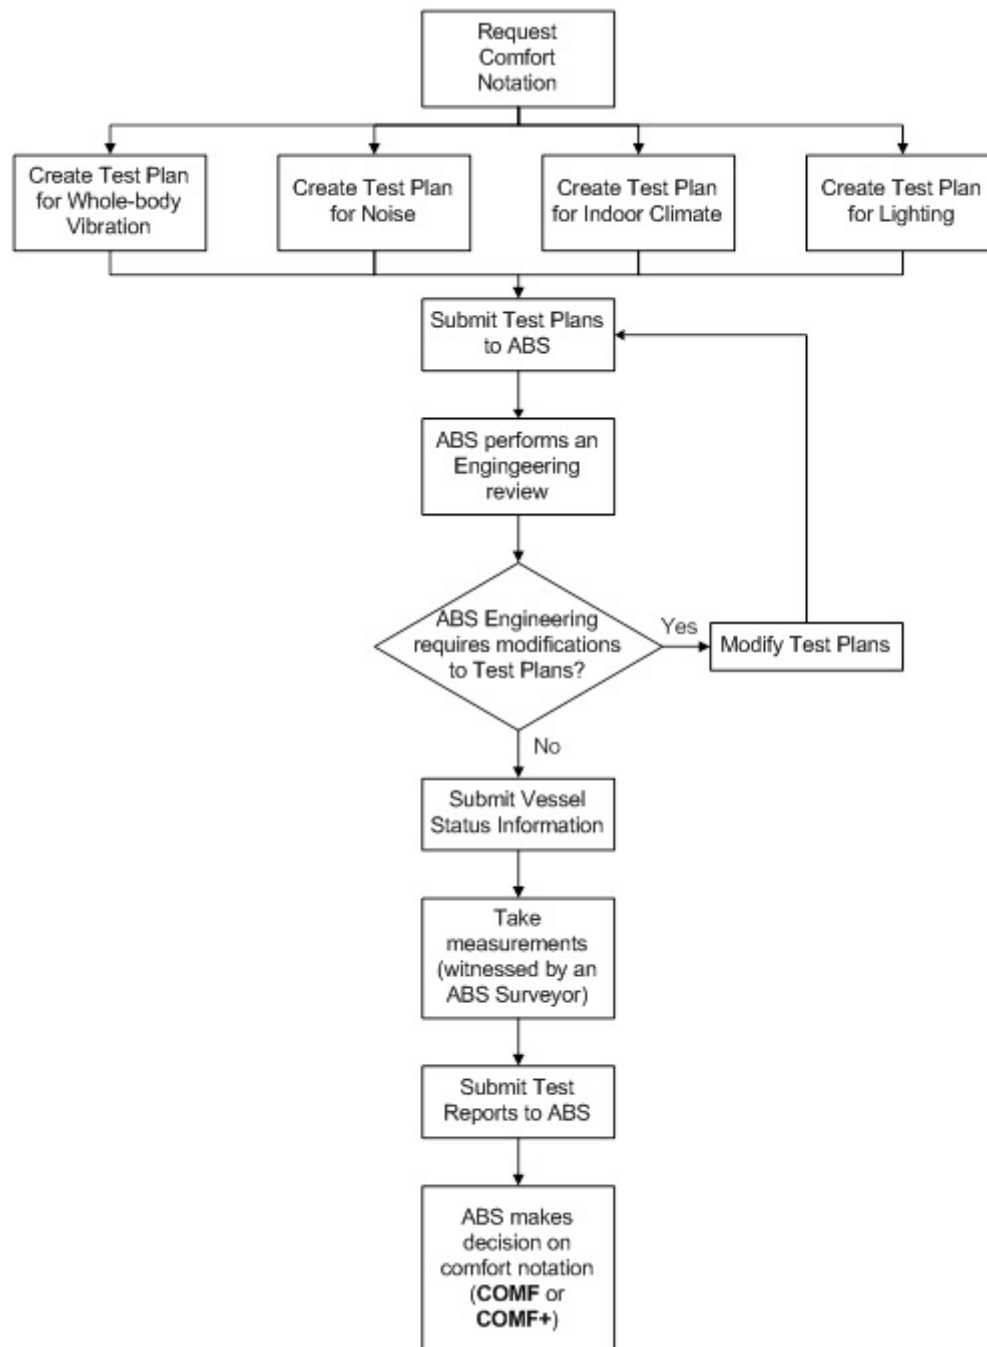 Request
Comfort
Notation
Create Test Plan
for Whole-body
Vibration
Create Test Plan
for Noise
Create Test Plan
for Indoor Climate
Create Test Plan
for Lighting
Submit Test Plans
to ABS
ABS performs an
Engingeering
review
ABS Engineering
requires modifications
to Test Plans?
Yes
Modify Test Plans
No
Submit Vessel
Status Information
Take
measurements
(witnessed by an
ABS Surveyor)
Submit Test
Reports to ABS
ABS makes
decision on
comfort notation
(COMF or
COMF+)